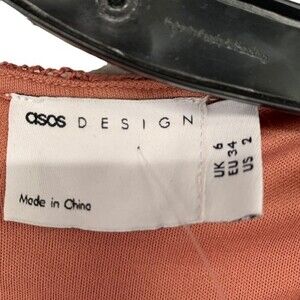 asos DESIGN
Made in China
UK 6
EU 34
US 2